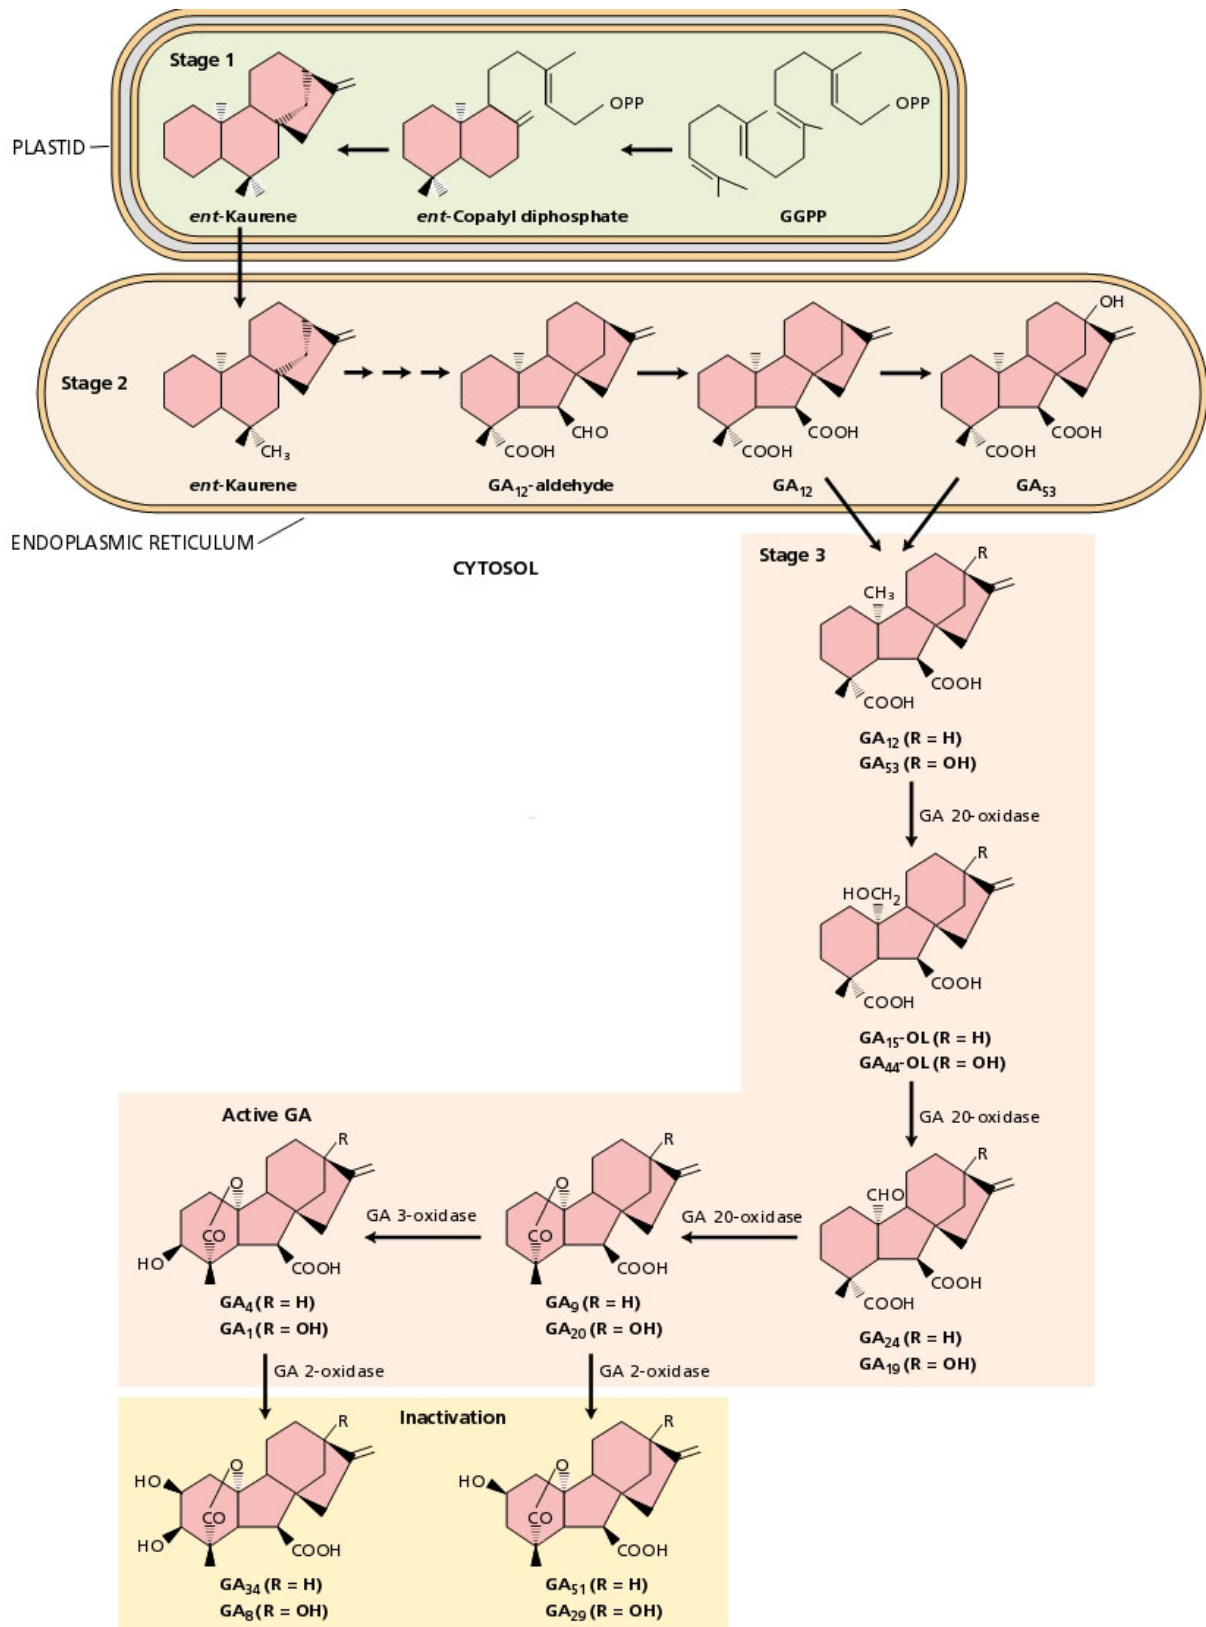 Stage 1
OPP
OPP
PLASTID
ent-Kaurene
ent-Copalyl diphosphate
GGPP
OH
Stage 2
CH3
COOH
CHO
COOH
COOH
COOH
COOH
ent-Kaurene
GA12-aldehyde
GA12
GA53
ENDOPLASMIC RETICULUM
CYTOSOL
Stage 3
R
CH3
COOH
COOH
GA12 (R = H)
GA53 (R = OH)
GA 20-oxidase
R
HOCH2
COOH
COOH
GA15-OL (R = H)
GA44-OL (R = OH)
GA 20-oxidase
Active GA
R
O
CO
HO
COOH
GA 3-oxidase
R
O
CO
COOH
GA 20-oxidase
R
CHO
COOH
COOH
GA4 (R = H)
GA1 (R = OH)
GA9 (R = H)
GA20 (R = OH)
GA24 (R = H)
GA19 (R = OH)
GA 2-oxidase
GA 2-oxidase
Inactivation
R
O
HO
CO
HO
COOH
R
O
HO
CO
COOH
GA34 (R = H)
GA8 (R = OH)
GA51 (R = H)
GA29 (R = OH)